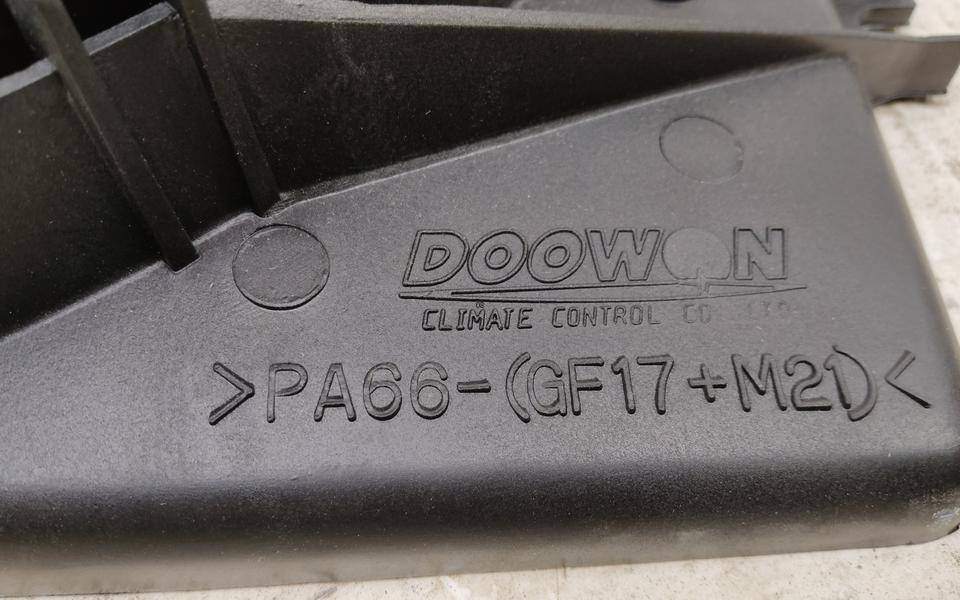 DOOWON
CLIMATE CONTROL CO
>PA66-(GF17+M21)<